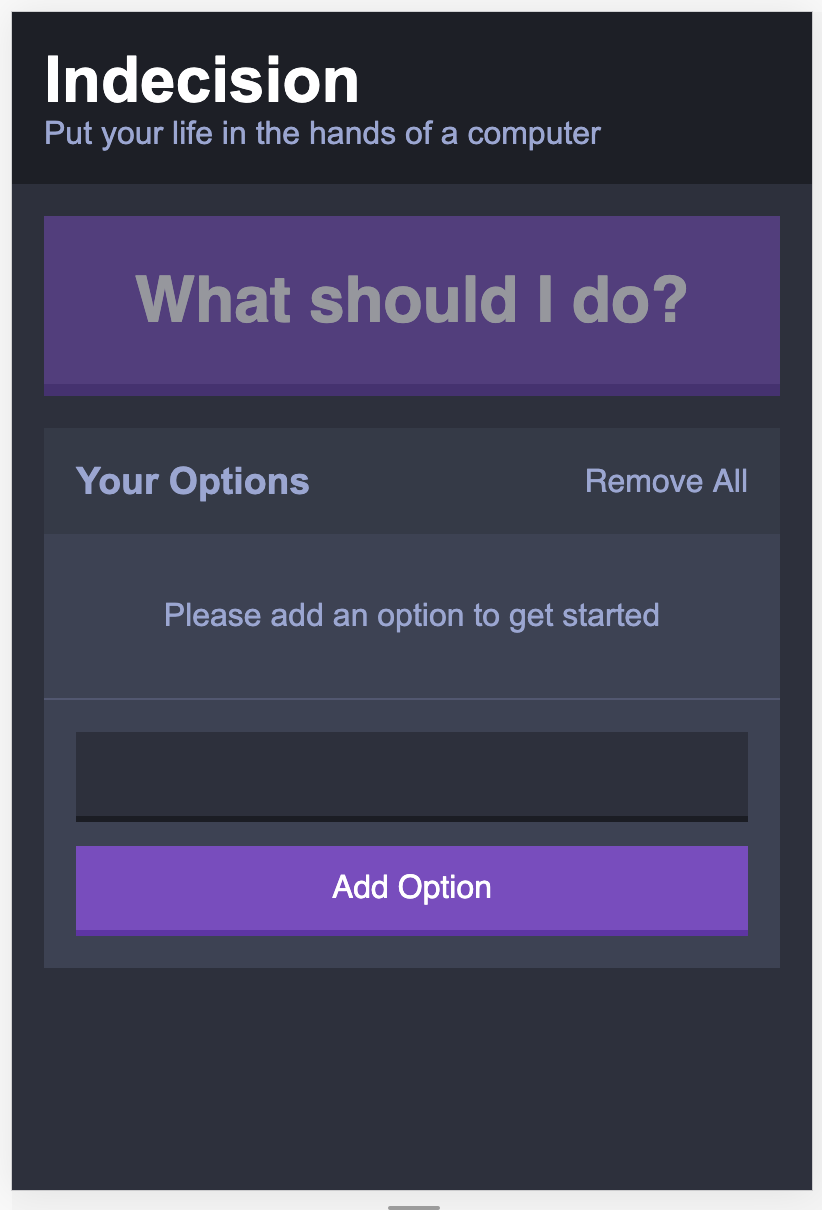 Indecision
Put your life in the hands of a computer
What should I do?
Your Options Remove All
Please add an option to get started
Add Option